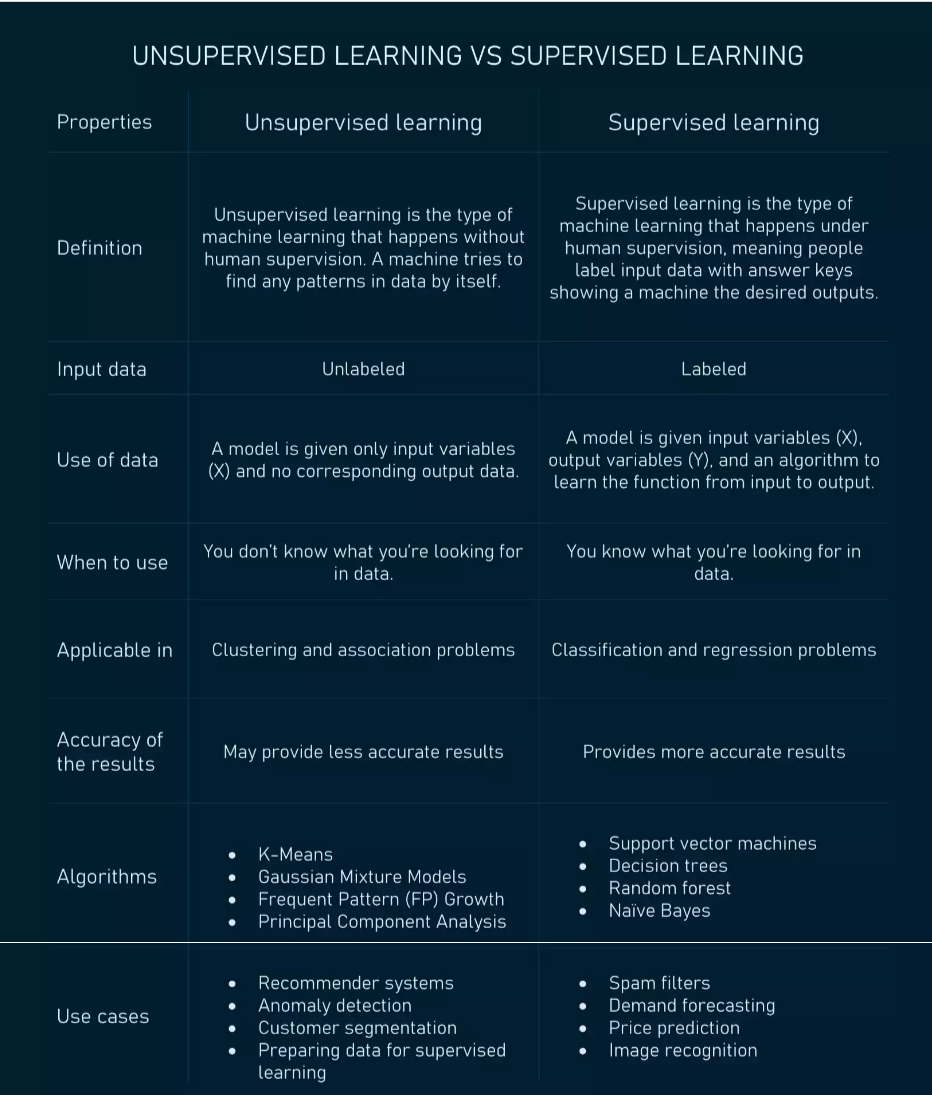 UNSUPERVISED LEARNING VS SUPERVISED LEARNING
Properties
Unsupervised learning
Supervised learning
Definition
Unsupervised learning is the type of
machine learning that happens without
human supervision. A machine tries to
find any patterns in data by itself.
Supervised learning is the type of
machine learning that happens under
human supervision, meaning people
label input data with answer keys
showing a machine the desired outputs.
Input data
Unlabeled
Labeled
Use of data
A model is given only input variables
(X) and no corresponding output data.
A model is given input variables (X),
output variables (Y), and an algorithm to
learn the function from input to output.
When to use
You don't know what you're looking for
in data.
You know what you're looking for in
data.
Applicable in
Clustering and association problems
Classification and regression problems
Accuracy of
the results
May provide less accurate results
Provides more accurate results
Algorithms
• K-Means
• Gaussian Mixture Models
• Frequent Pattern (FP) Growth
• Principal Component Analysis
• Support vector machines
• Decision trees
• Random forest
• Naïve Bayes
Use cases
• Recommender systems
• Anomaly detection
• Customer segmentation
• Preparing data for supervised
learning
• Spam filters
• Demand forecasting
• Price prediction
• Image recognition